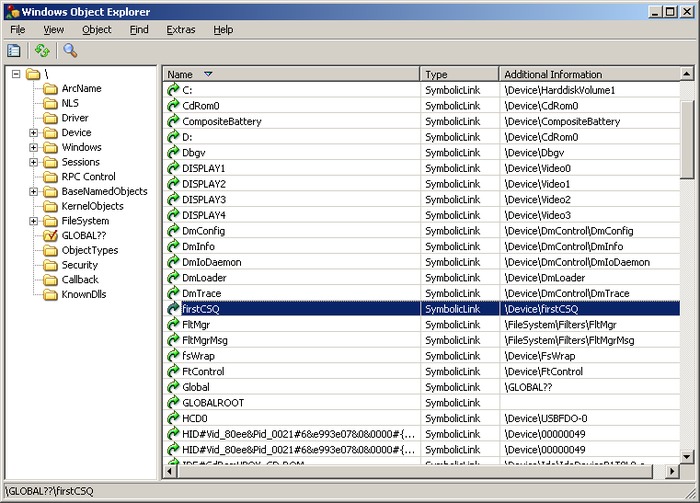 Windows Object Explorer
File View Object Find Extras Help
\
ArcName
NLS
Driver
Device
Windows
Sessions
RPC Control
BaseNamedObjects
KernelObjects
FileSystem
GLOBAL??
ObjectTypes
Security
Callback
KnownDlls
Name Type Additional Information
C: SymbolicLink \Device\HarddiskVolume1
CdRom0 SymbolicLink \Device\CdRom0
CompositeBattery SymbolicLink \Device\CompositeBattery
D: SymbolicLink \Device\CdRom0
Dbgv SymbolicLink \Device\Dbgv
DISPLAY1 SymbolicLink \Device\Video0
DISPLAY2 SymbolicLink \Device\Video1
DISPLAY3 SymbolicLink \Device\Video2
DISPLAY4 SymbolicLink \Device\Video3
DmConfig SymbolicLink \Device\DmControl\DmConfig
DmInfo SymbolicLink \Device\DmControl\DmInfo
DmIoDaemon SymbolicLink \Device\DmControl\DmIoDaemon
DmLoader SymbolicLink \Device\DmLoader
DmTrace SymbolicLink \Device\DmControl\DmTrace
firstCSQ SymbolicLink \Device\firstCSQ
FltMgr SymbolicLink \FileSystem\Filters\FltMgr
FltMgrMsg SymbolicLink \FileSystem\Filters\FltMgrMsg
fsWrap SymbolicLink \Device\FsWrap
FtControl SymbolicLink \Device\FtControl
Global SymbolicLink \GLOBAL??
GLOBALROOT SymbolicLink
HCD0 SymbolicLink \Device\USBFDO-0
HID#Vid_80ee&Pid_0021#6&e993e07&0&0000#{... SymbolicLink \Device\00000049
HID#Vid_80ee&Pid_0021#6&e993e07&0&0000#{... SymbolicLink \Device\00000049
SymbolicLink
\GLOBAL??\firstCSQ